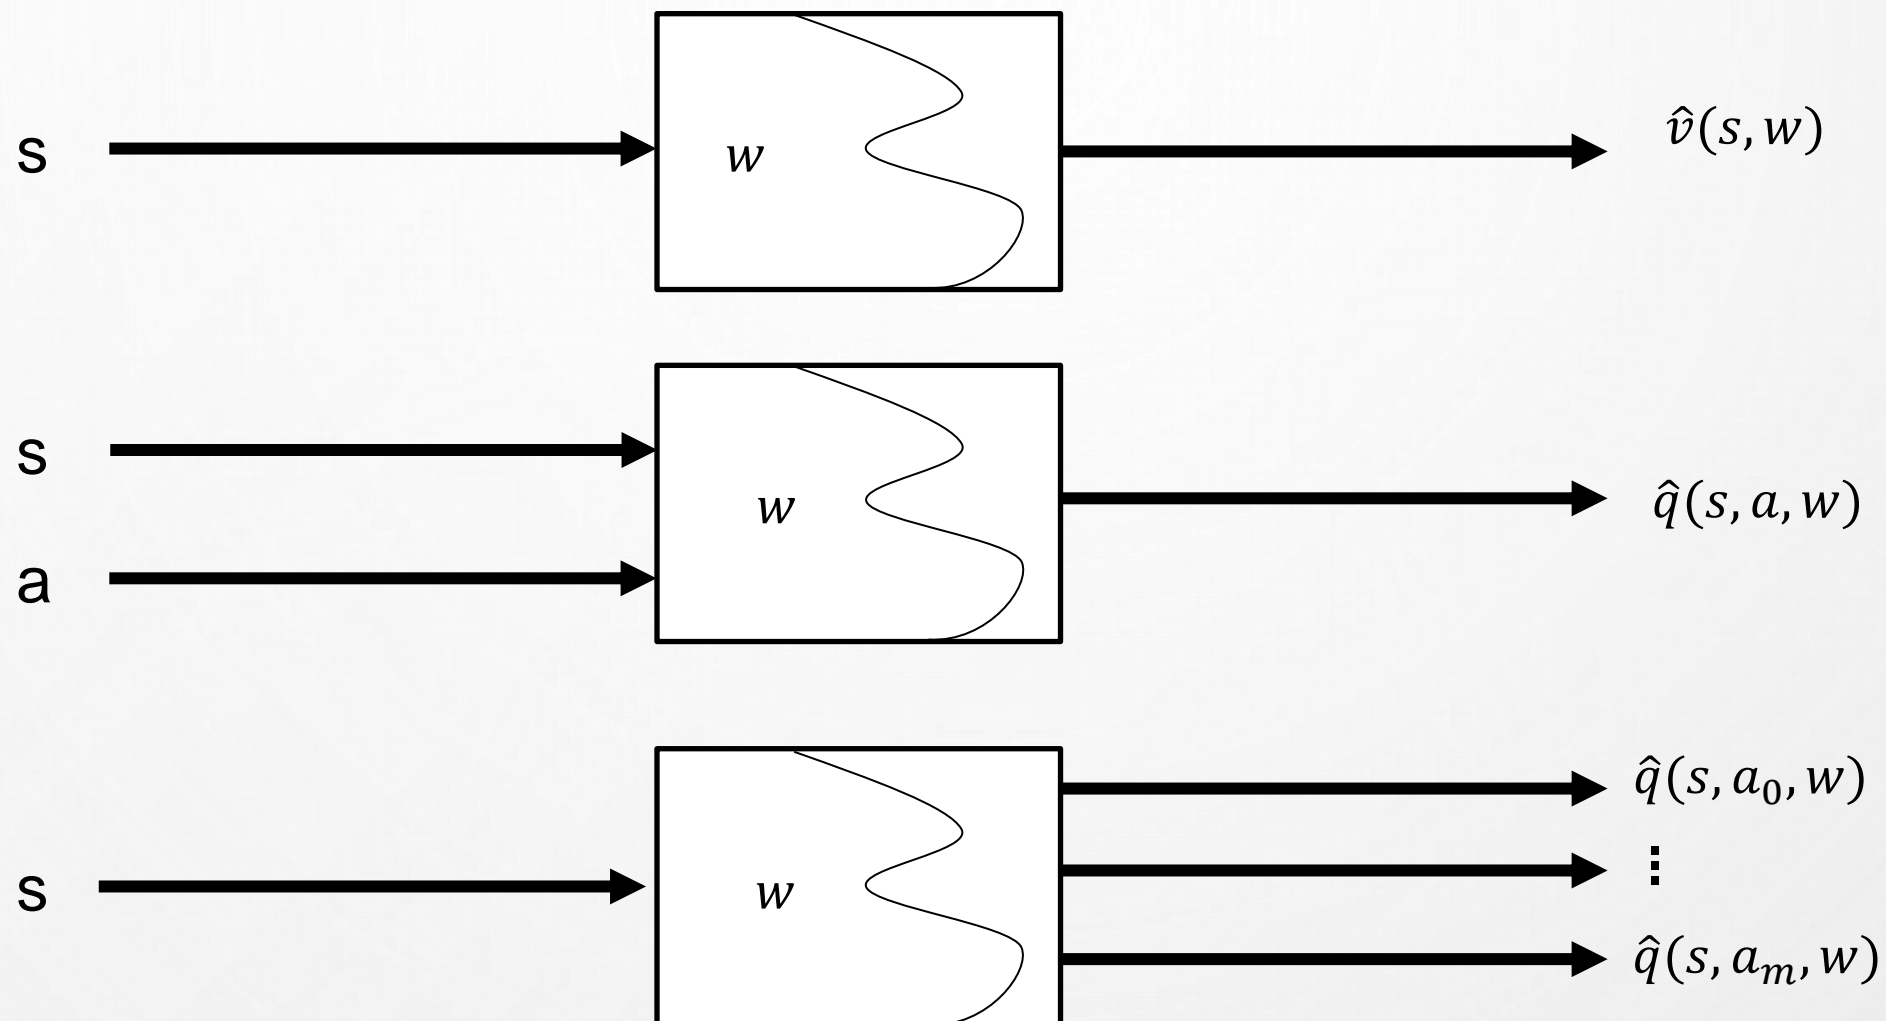 s
w
v̂(s, w)
s
a
w
q̂(s, a, w)
s
w
q̂(s, a₀, w)
⋮
q̂(s, aₘ, w)